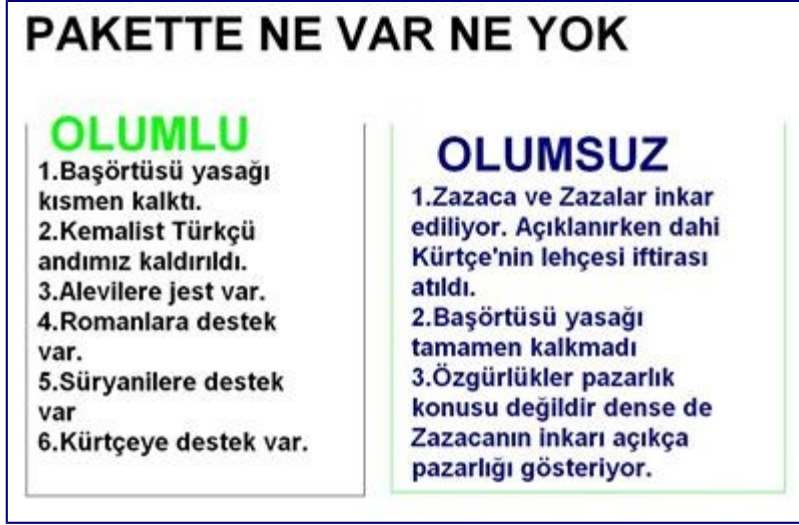 PAKETTE NE VAR NE YOK
OLUMLU
1.Başörtüsü yasağı
kısmen kalktı.
2.Kemalist Türkçü
andımız kaldırıldı.
3.Alevilere jest var.
4.Romanlara destek
var.
5.Süryanilere destek
var
6.Kürtçeye destek var.
OLUMSUZ
1.Zazaca ve Zazalar inkar
ediliyor. Açıklanırken dahi
Kürtçe'nin lehçesi iftirası
atıldı.
2.Başörtüsü yasağı
tamamen kalkmadı
3.Özgürlükler pazarlık
konusu değildir dense de
Zazacanın inkarı açıkça
pazarlığı gösteriyor.